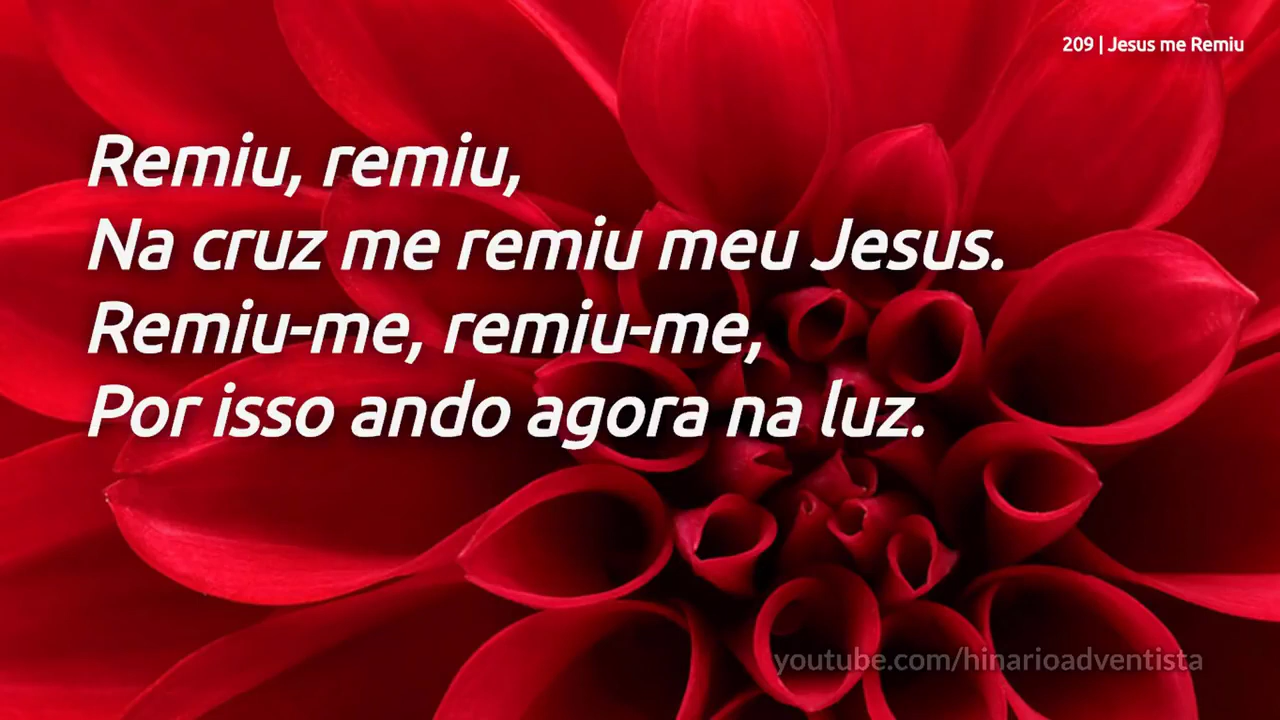 209 | Jesus me Remiu
Remiu, remiu,
Na cruz me remiu meu Jesus.
Remiu-me, remiu-me,
Por isso ando agora na luz.
youtube.com/hinarioadventista